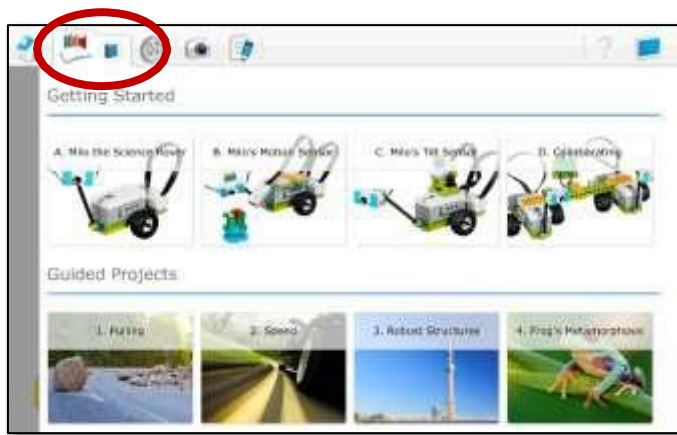 Getting Started
A. Milo the Science Rover
B. Milo's Motion Sensor
C. Milo's Tilt Sensor
D. Collaborating
Guided Projects
1. Pulling
2. Speed
3. Robust Structures
4. Frog's Metamorphosis